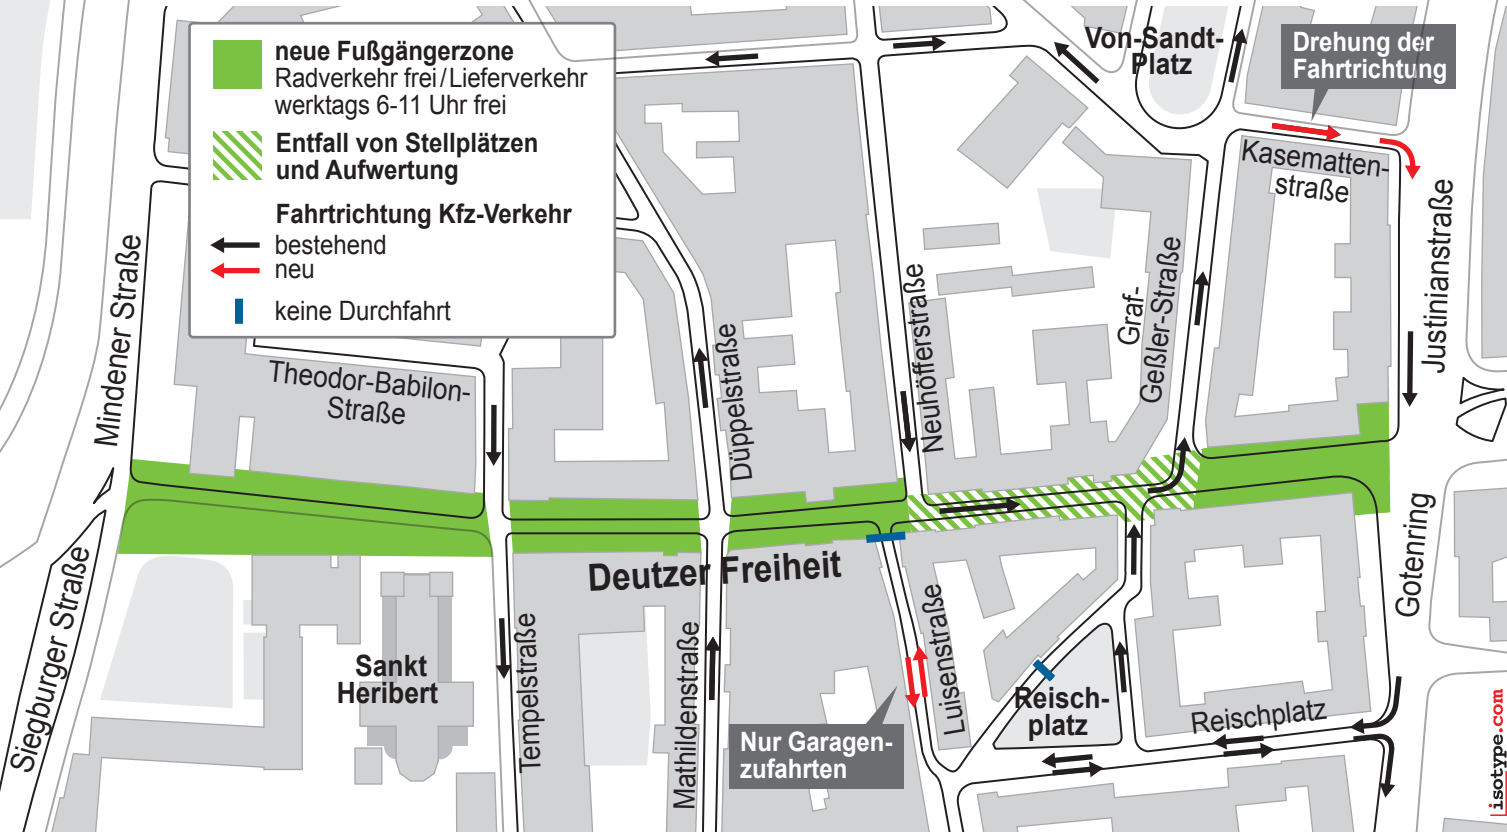 neue Fußgängerzone
Radverkehr frei/Lieferverkehr
werktags 6-11 Uhr frei
Entfall von Stellplätzen
und Aufwertung
Fahrtrichtung Kfz-Verkehr
bestehend
neu
keine Durchfahrt
Von-Sandt-
Platz
Drehung der
Fahrtrichtung
Kasematten-
straße
Justinianstraße
Mindener Straße
Theodor-Babilon-
Straße
Düppelstraße
Neuhöfferstraße
Graf-
Geßler-Straße
Gotenring
Deutzer Freiheit
Siegburger Straße
Sankt
Heribert
Tempelstraße
Mathildenstraße
Luisenstraße
Nur Garagen-
zufahrten
Reisch-
platz
Reischplatz
isotype.com